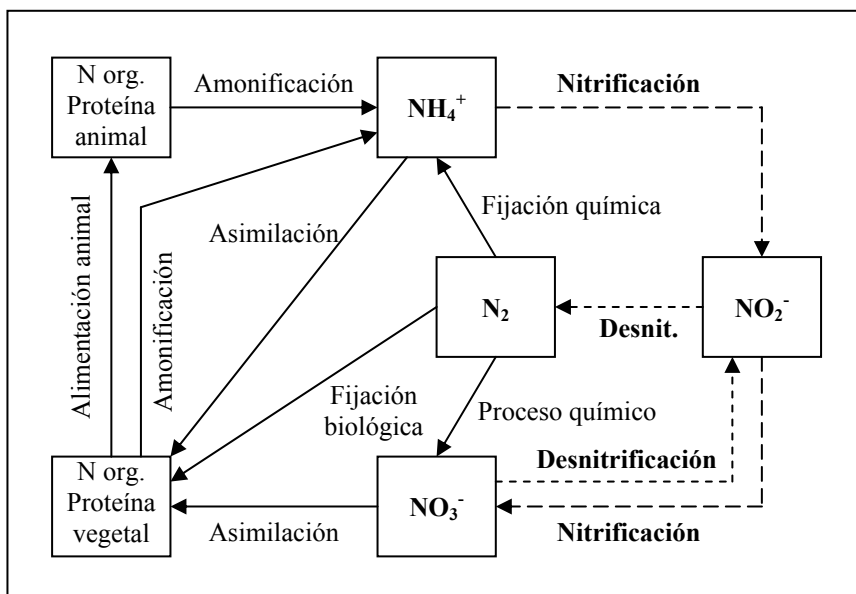 N org.
Proteína
animal
Amonificación
NH₄⁺
Nitrificación
Alimentación animal
Amonificación
Asimilación
Fijación química
N₂
Desnit.
NO₂⁻
Fijación
biológica
Proceso químico
Desnitrificación
N org.
Proteína
vegetal
Asimilación
NO₃⁻
Nitrificación